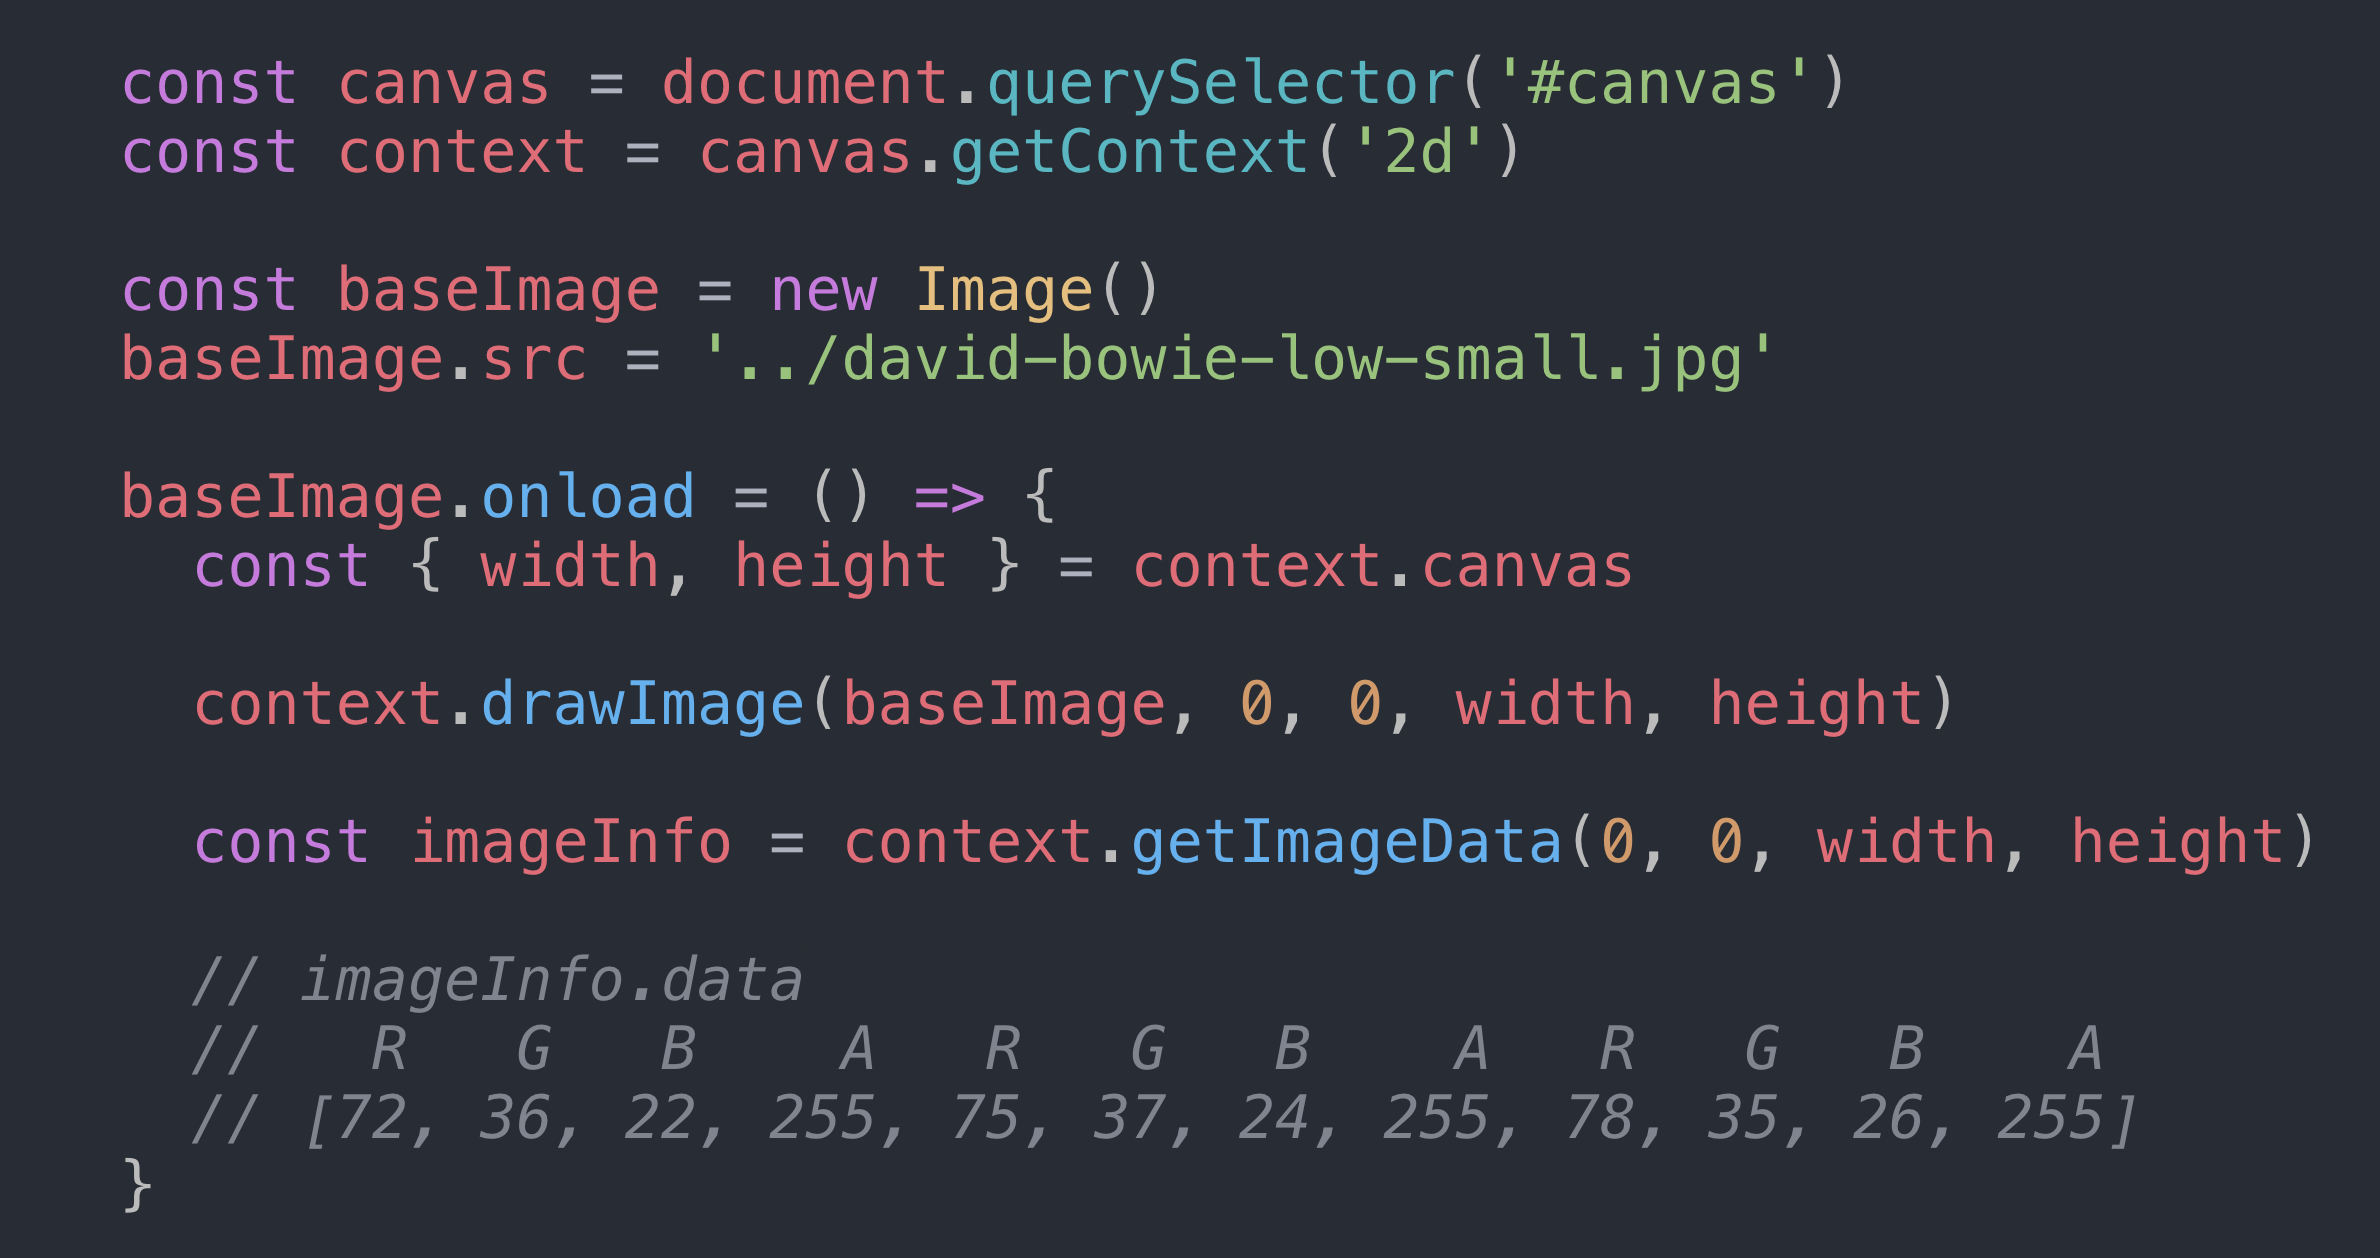 const canvas = document.querySelector('#canvas')
const context = canvas.getContext('2d')
const baseImage = new Image()
baseImage.src = '../david-bowie-low-small.jpg'
baseImage.onload = () => {
  const { width, height } = context.canvas
  context.drawImage(baseImage, 0, 0, width, height)
  const imageInfo = context.getImageData(0, 0, width, height)
  // imageInfo.data
  //   R   G   B    A   R   G   B    A   R   G   B    A
  // [72, 36, 22, 255, 75, 37, 24, 255, 78, 35, 26, 255]
}